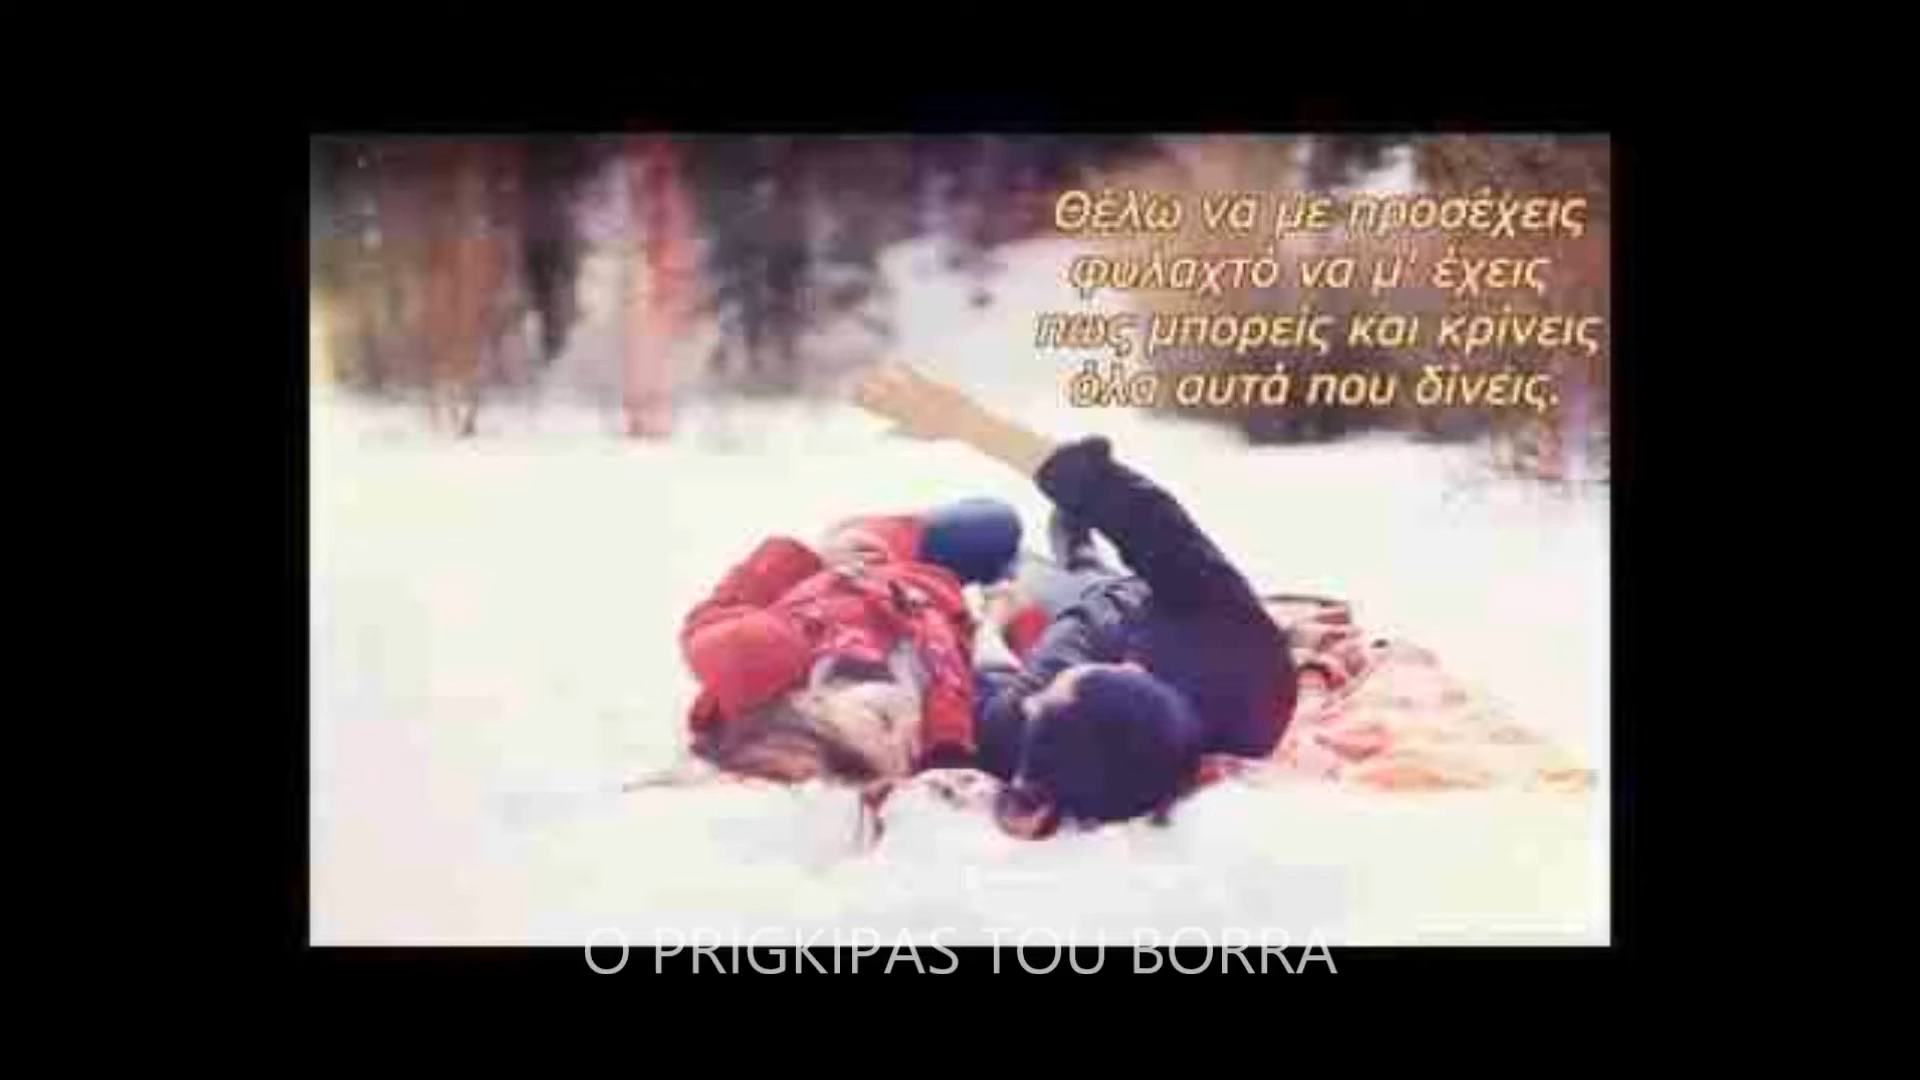 Θέλω να με προσέχεις
φυλαχτό να μ' έχεις
πως μπορείς και κρίνεις
όλα αυτά που δίνεις.
O PRIGKIPAS TOU BORRA